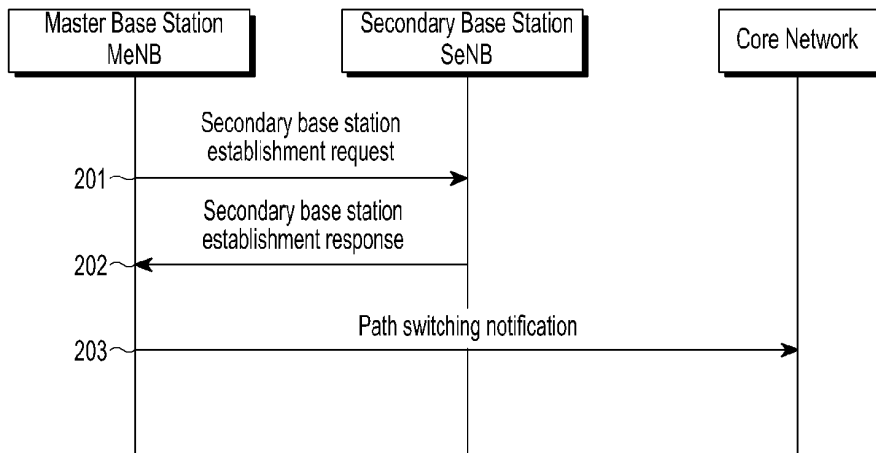 Master Base Station
MeNB
Secondary Base Station
SeNB
Core Network
Secondary base station
establishment request
201
Secondary base station
establishment response
202
Path switching notification
203